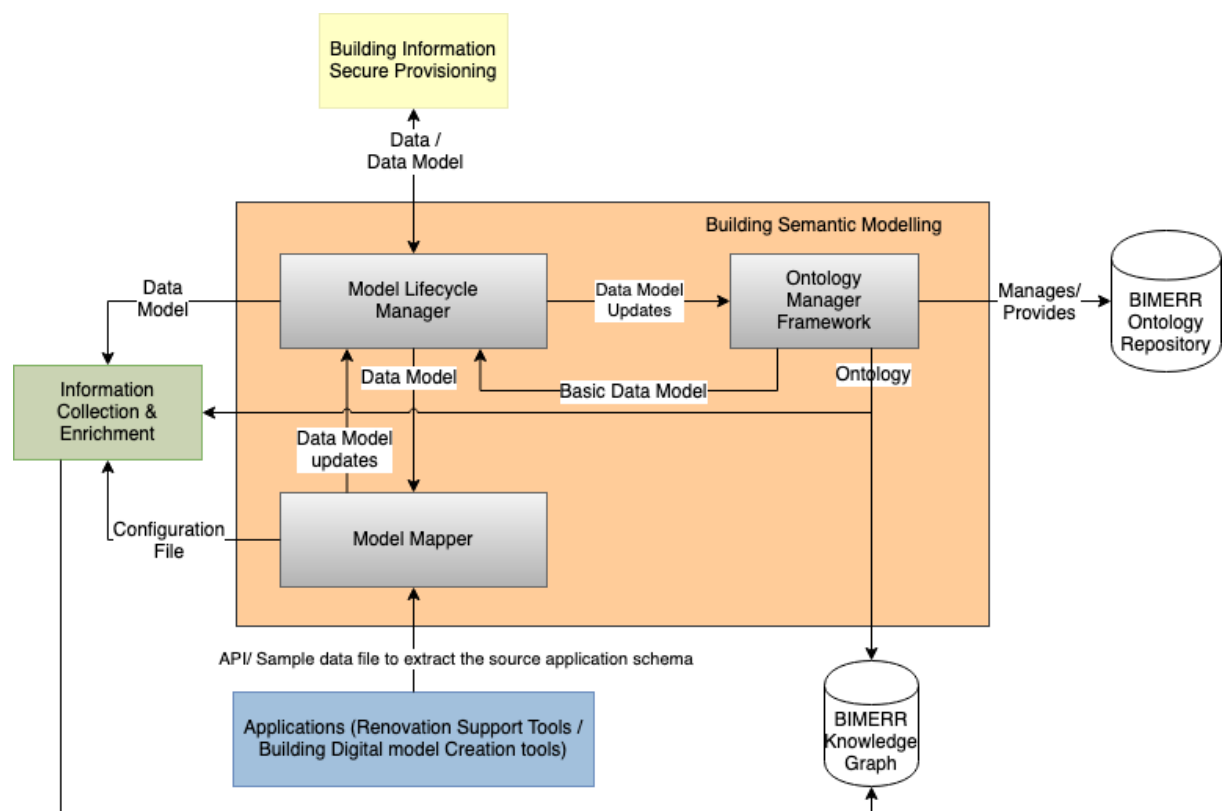 Building Information
Secure Provisioning
Data /
Data Model
Building Semantic Modelling
Data
Model
Model Lifecycle
Manager
Data Model
Updates
Ontology
Manager
Framework
Manages/
Provides
BIMERR
Ontology
Repository
Information
Collection &
Enrichment
Data Model
Basic Data Model
Ontology
Data Model
updates
Configuration
File
Model Mapper
API/ Sample data file to extract the source application schema
Applications (Renovation Support Tools /
Building Digital model Creation tools)
BIMERR
Knowledge
Graph